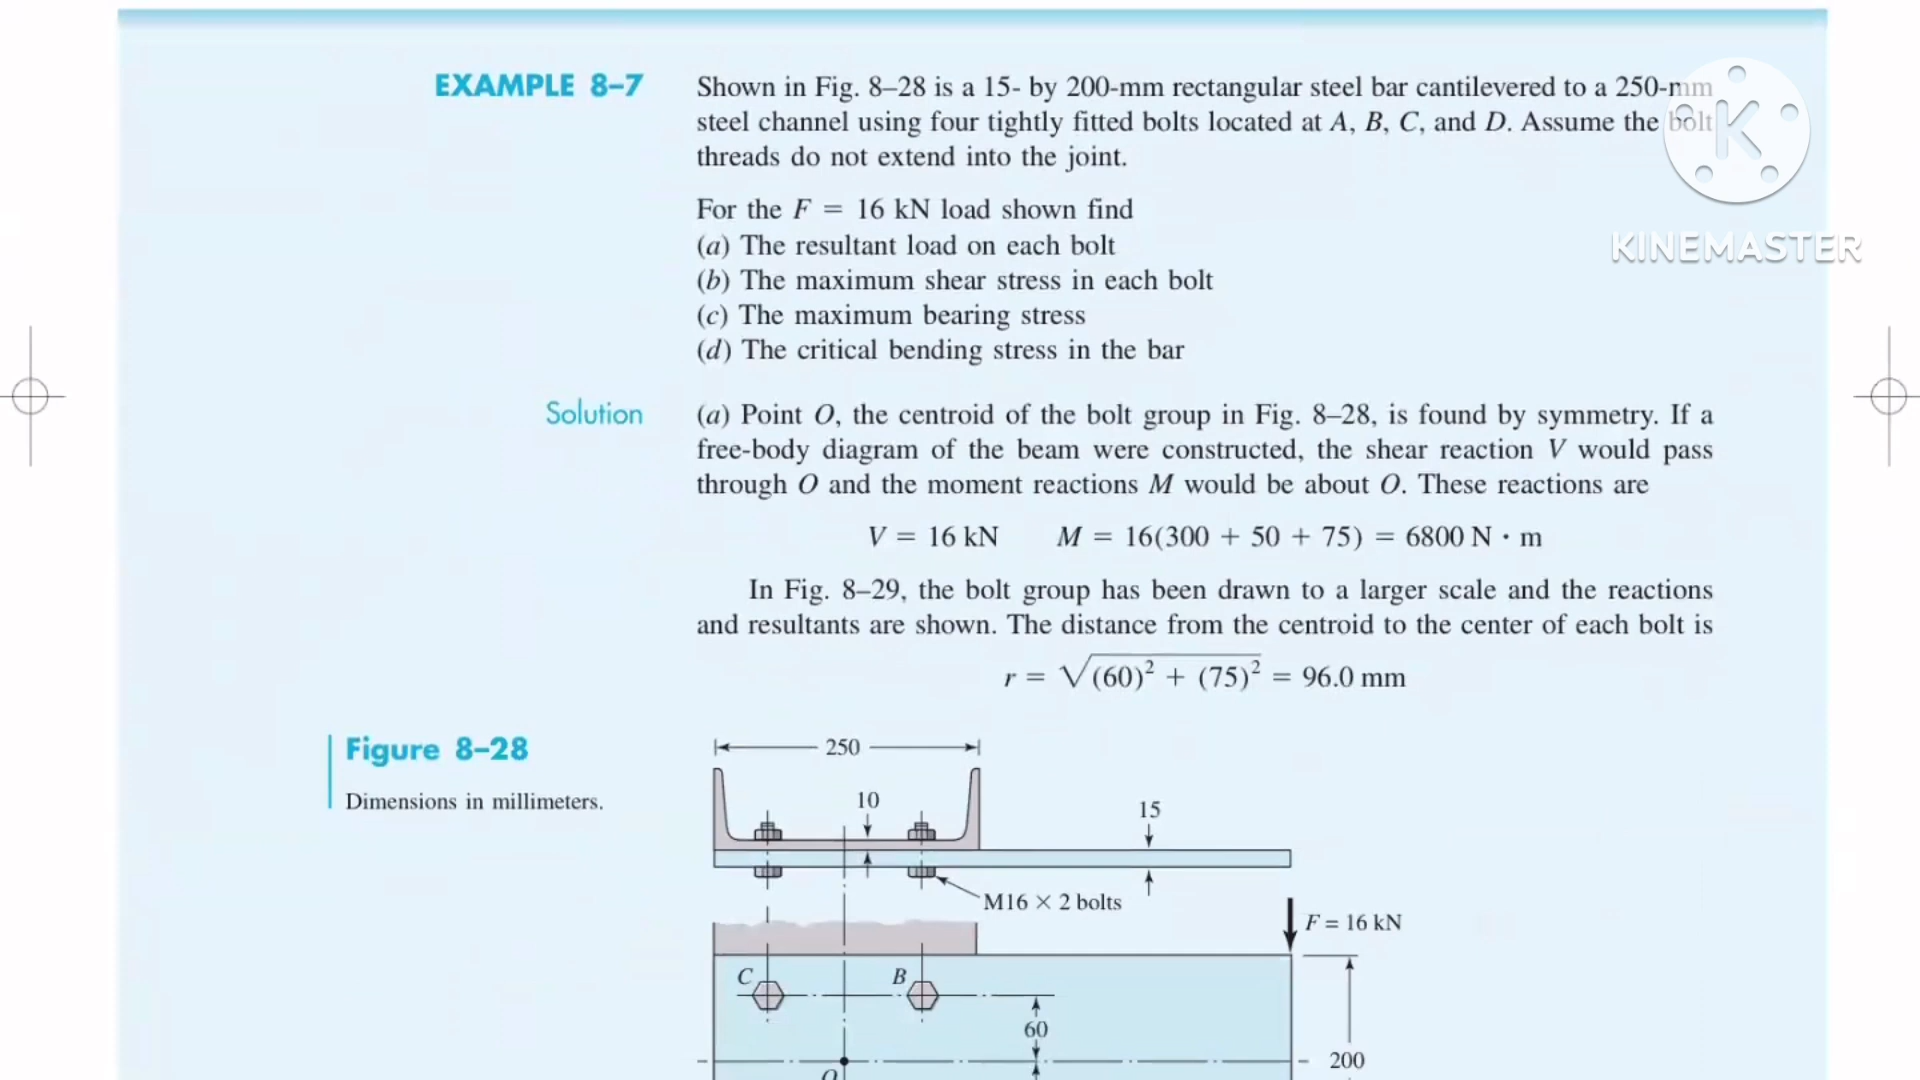 EXAMPLE 8–7
Shown in Fig. 8–28 is a 15- by 200-mm rectangular steel bar cantilevered to a 250-mm
steel channel using four tightly fitted bolts located at A, B, C, and D. Assume the bolt
threads do not extend into the joint.
For the F = 16 kN load shown find
(a) The resultant load on each bolt
(b) The maximum shear stress in each bolt
(c) The maximum bearing stress
(d) The critical bending stress in the bar
K
KINEMASTER
Solution
(a) Point O, the centroid of the bolt group in Fig. 8–28, is found by symmetry. If a
free-body diagram of the beam were constructed, the shear reaction V would pass
through O and the moment reactions M would be about O. These reactions are
V = 16 kN M = 16(300 + 50 + 75) = 6800 N · m
In Fig. 8–29, the bolt group has been drawn to a larger scale and the reactions
and resultants are shown. The distance from the centroid to the center of each bolt is
r = √(60)² + (75)² = 96.0 mm
Figure 8–28
Dimensions in millimeters.
250
10
15
M16 × 2 bolts
F = 16 kN
C
B
60
200
O